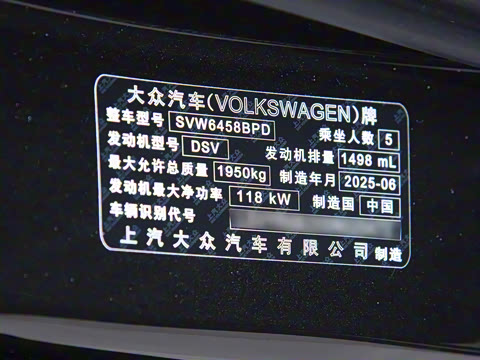 大众汽车(VOLKSWAGEN)牌
整车型号 SVW6458BPD 乘坐人数 5
发动机型号 DSV 发动机排量 1498 mL
最大允许总质量 1950kg 制造年月 2025-06
发动机最大净功率 118 kW 制造国 中国
车辆识别代号
上汽大众汽车有限公司 制造